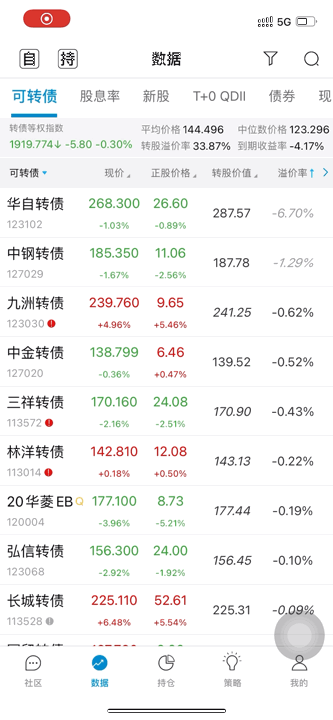 5G
自 持 数据
可转债 股息率 新股 T+0 QDII 债券 现
转债等权指数 平均价格 144.496 中位数价格 123.296
1919.774↓ -5.80 -0.30% 转股溢价率 33.87% 到期收益率 -4.17%
可转债 现价 正股价格 转股价值 溢价率↑
华自转债 268.300 26.60 287.57 -6.70%
123102 -1.03% -0.89%
中钢转债 185.350 11.06 187.78 -1.29%
127029 -1.67% -2.56%
九洲转债 239.760 9.65 241.25 -0.62%
123030 +4.96% +5.46%
中金转债 138.799 6.46 139.52 -0.52%
127020 -0.36% +0.47%
三祥转债 170.160 24.08 170.90 -0.43%
113572 -2.16% -2.51%
林洋转债 142.810 12.08 143.13 -0.22%
113014 +0.18% +0.50%
20华菱EB Q 177.100 8.73 177.44 -0.19%
120004 -3.96% -5.21%
弘信转债 156.300 24.00 156.45 -0.10%
123068 -2.92% -1.92%
长城转债 225.110 52.61 225.31 -0.09%
113528 +6.48% +5.54%
社区 数据 持仓 策略 我的